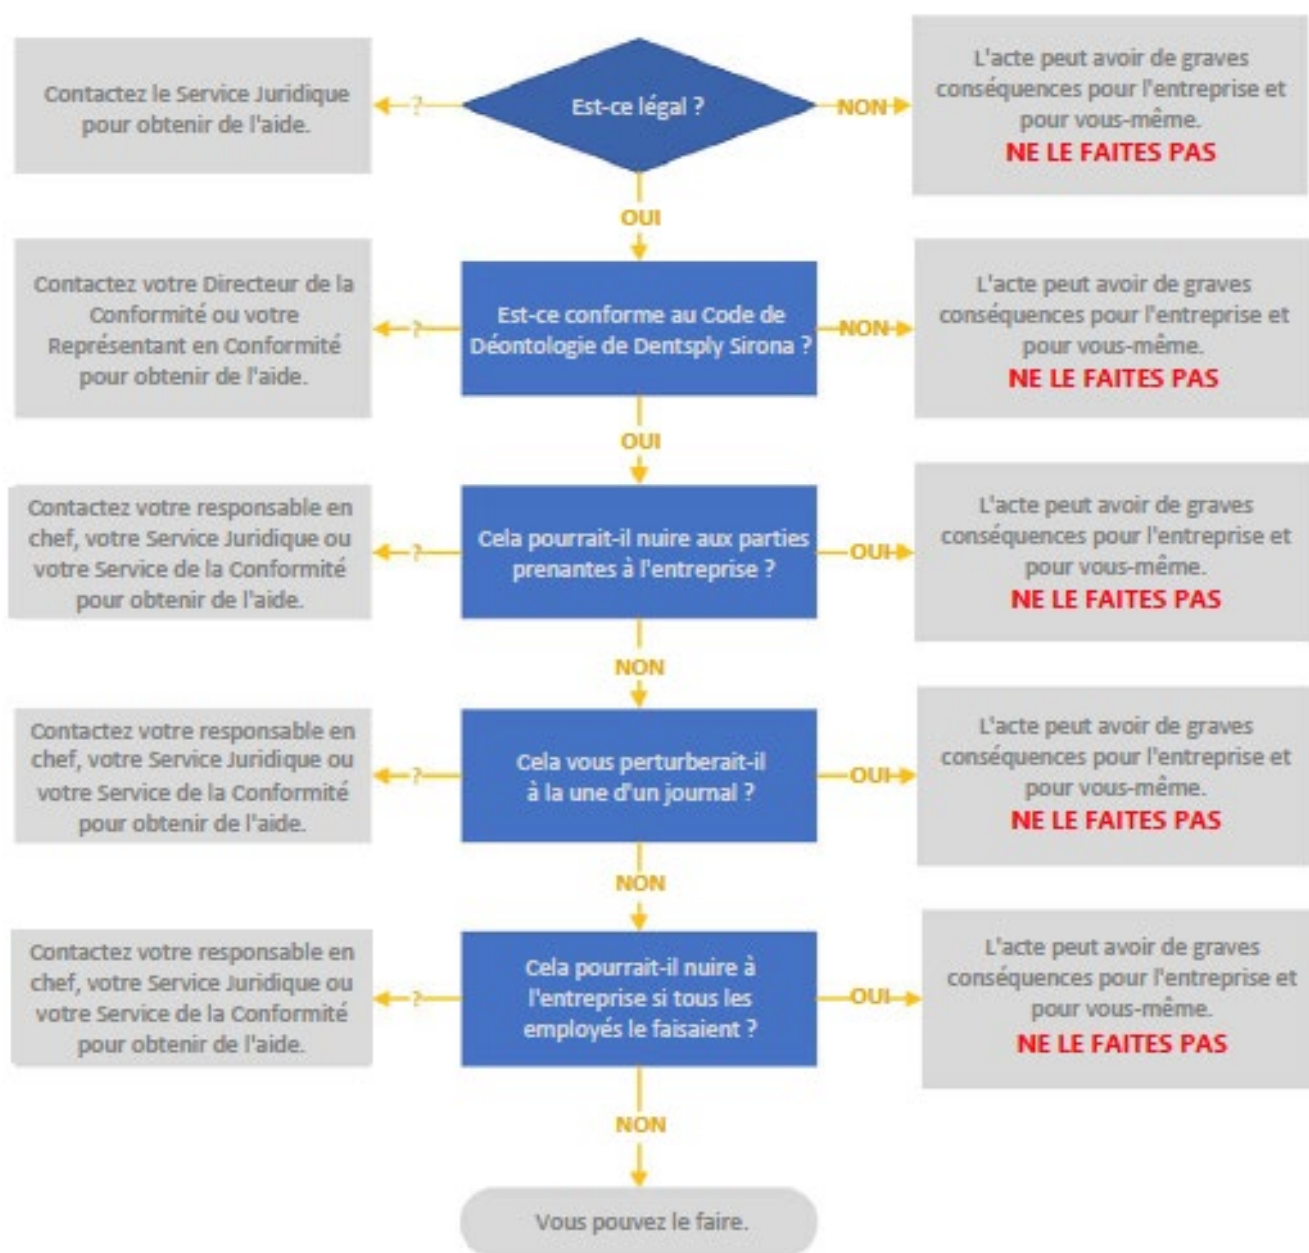 Contactez le Service Juridique
pour obtenir de l'aide.
?
Est-ce légal ?
NON
L'acte peut avoir de graves
conséquences pour l'entreprise et
pour vous-même.
NE LE FAITES PAS
OUI
Contactez votre Directeur de la
Conformité ou votre
Représentant en Conformité
pour obtenir de l'aide.
?
Est-ce conforme au Code de
Déontologie de Dentsply Sirona ?
NON
L'acte peut avoir de graves
conséquences pour l'entreprise et
pour vous-même.
NE LE FAITES PAS
OUI
Contactez votre responsable en
chef, votre Service Juridique ou
votre Service de la Conformité
pour obtenir de l'aide.
?
Cela pourrait-il nuire aux parties
prenantes à l'entreprise ?
OUI
L'acte peut avoir de graves
conséquences pour l'entreprise et
pour vous-même.
NE LE FAITES PAS
NON
Contactez votre responsable en
chef, votre Service Juridique ou
votre Service de la Conformité
pour obtenir de l'aide.
?
Cela vous perturberait-il
à la une d'un journal ?
OUI
L'acte peut avoir de graves
conséquences pour l'entreprise et
pour vous-même.
NE LE FAITES PAS
NON
Contactez votre responsable en
chef, votre Service Juridique ou
votre Service de la Conformité
pour obtenir de l'aide.
?
Cela pourrait-il nuire à
l'entreprise si tous les
employés le faisaient ?
OUI
L'acte peut avoir de graves
conséquences pour l'entreprise et
pour vous-même.
NE LE FAITES PAS
NON
Vous pouvez le faire.